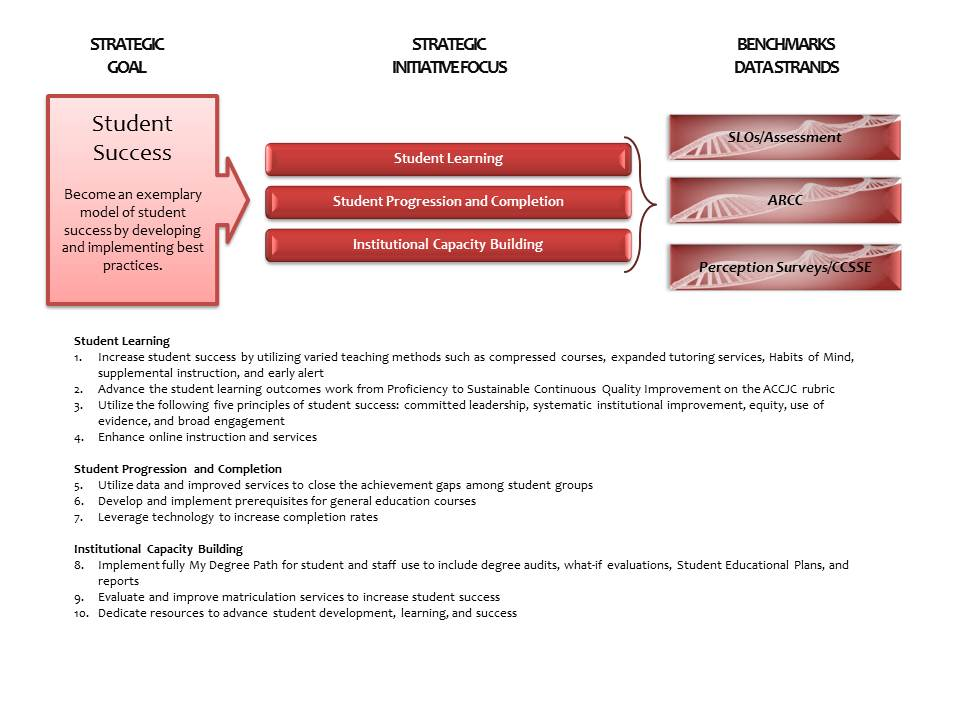 STRATEGIC
GOAL
STRATEGIC
INITIATIVE FOCUS
BENCHMARKS
DATA STRANDS
Student
Success
Become an exemplary
model of student
success by developing
and implementing best
practices.
Student Learning
Student Progression and Completion
Institutional Capacity Building
SLOs/Assessment
ARCC
Perception Surveys/CCSSE
Student Learning
1. Increase student success by utilizing varied teaching methods such as compressed courses, expanded tutoring services, Habits of Mind,
supplemental instruction, and early alert
2. Advance the student learning outcomes work from Proficiency to Sustainable Continuous Quality Improvement on the ACCJC rubric
3. Utilize the following five principles of student success: committed leadership, systematic institutional improvement, equity, use of
evidence, and broad engagement
4. Enhance online instruction and services
Student Progression and Completion
5. Utilize data and improved services to close the achievement gaps among student groups
6. Develop and implement prerequisites for general education courses
7. Leverage technology to increase completion rates
Institutional Capacity Building
8. Implement fully My Degree Path for student and staff use to include degree audits, what-if evaluations, Student Educational Plans, and
reports
9. Evaluate and improve matriculation services to increase student success
10. Dedicate resources to advance student development, learning, and success